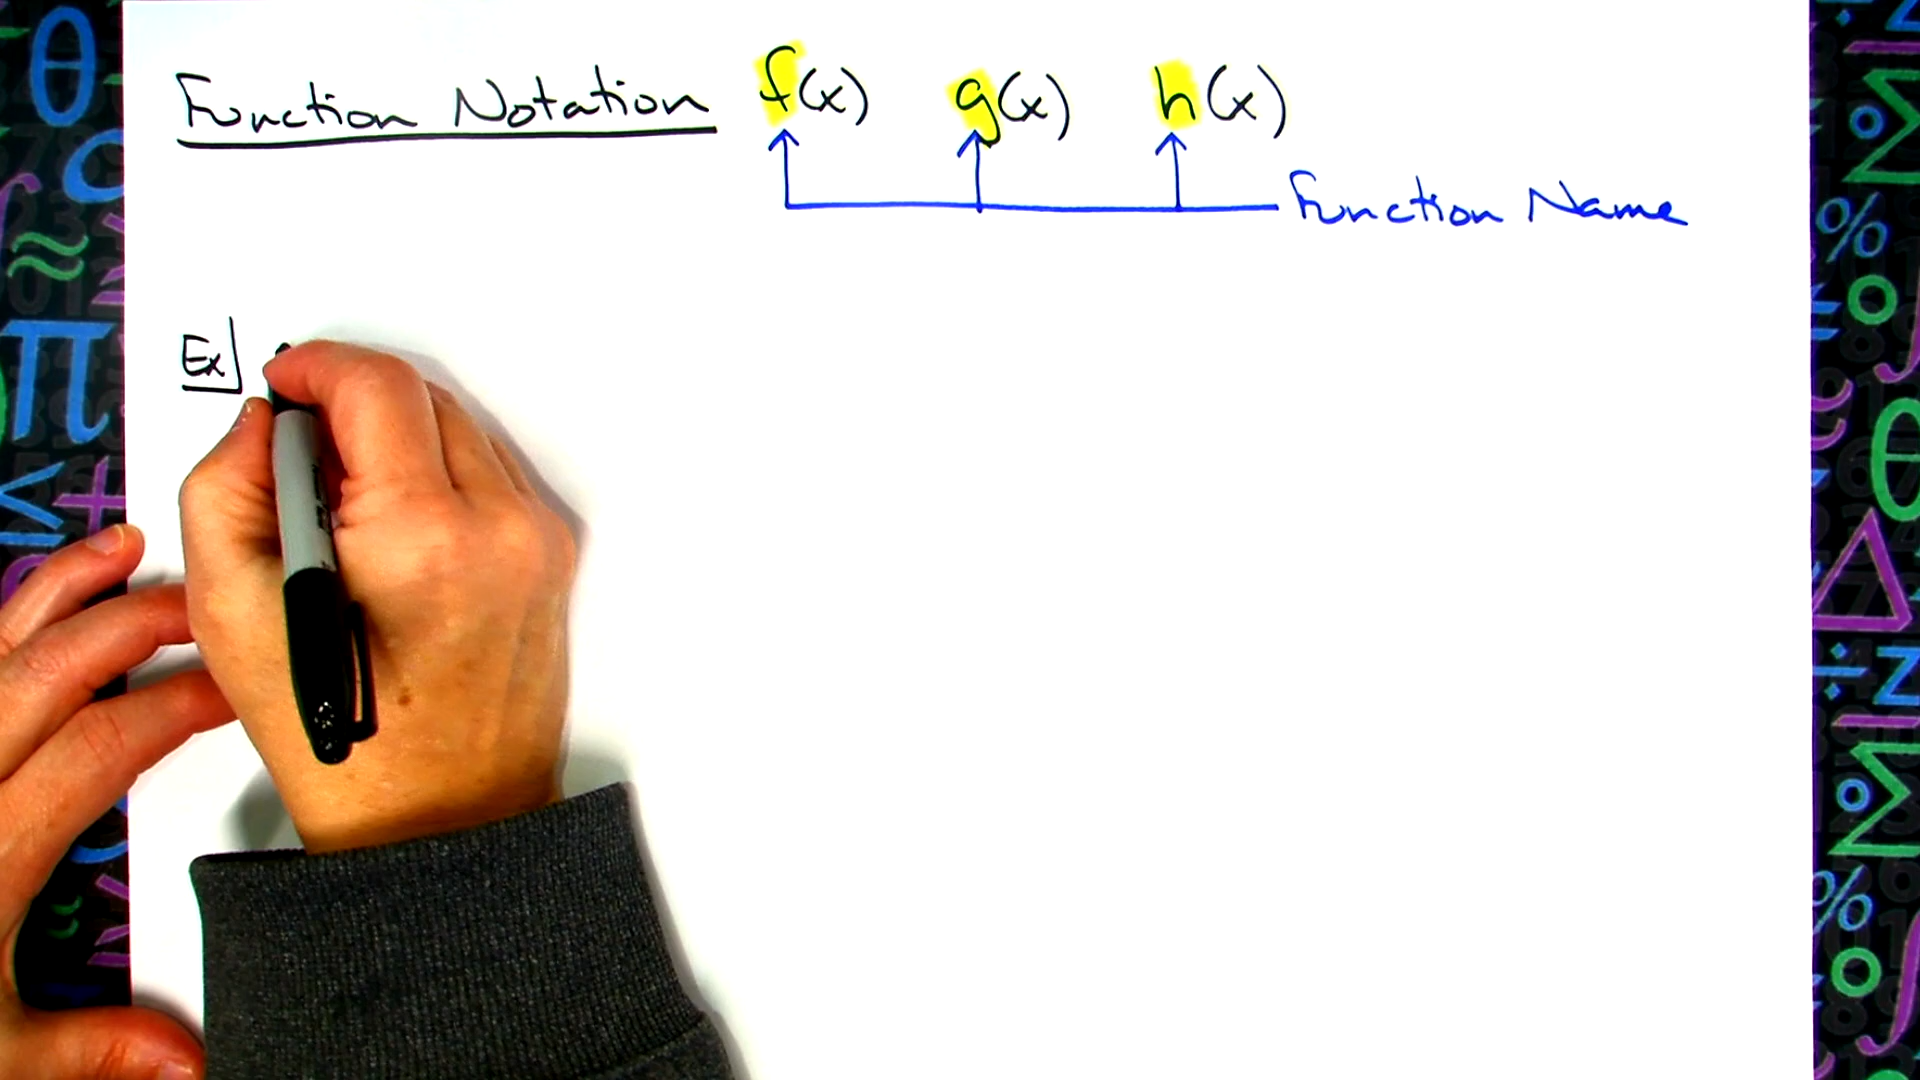 Function Notation f(x) g(x) h(x)
Function Name
Ex